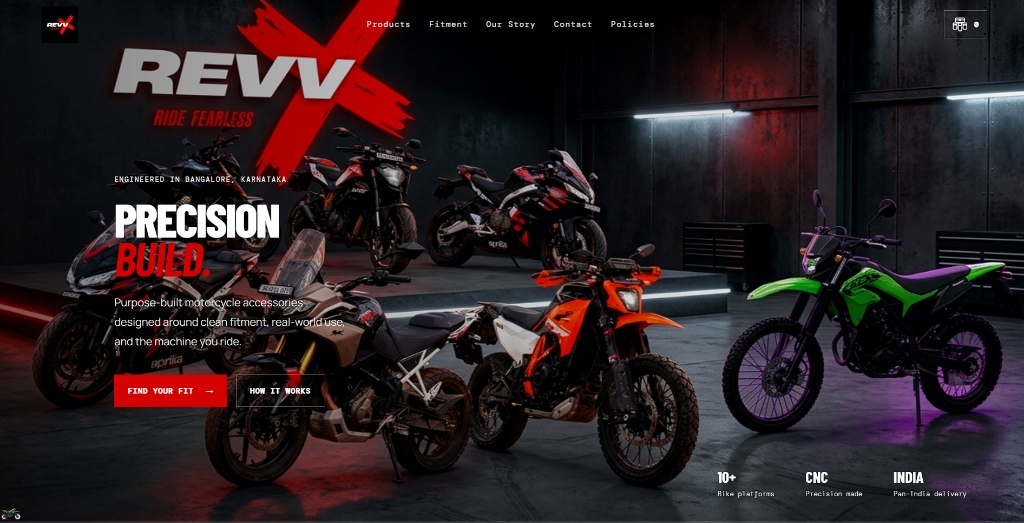 REVV X
Products Fitment Our Story Contact Policies
0
REVV X
RIDE FEARLESS
ENGINEERED IN BANGALORE, KARNATAKA
PRECISION
BUILD.
Purpose-built motorcycle accessories
designed around clean fitment, real-world use,
and the machine you ride.
aprilia
FIND YOUR FIT →
HOW IT WORKS
10+
Bike platforms
CNC
Precision made
INDIA
Pan-India delivery